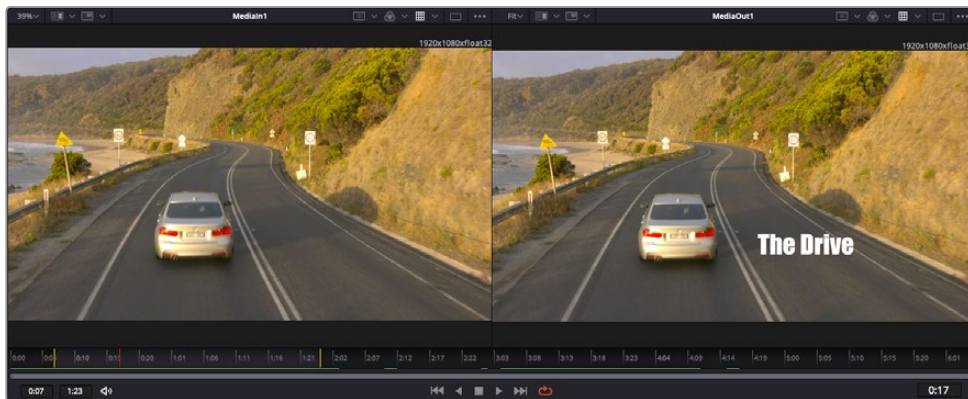 39% MediaIn1
Fit MediaOut1
1920x1080xfloat32
1920x1080xfloat32
The Drive
0:00 0:10 0:20 1:01 1:06 1:11 1:16 1:21 2:02 2:07 2:12 2:17 2:22 3:03 3:08 3:13 3:18 3:23 4:04 4:09 4:14 4:19 5:00 5:05 5:10 5:15 5:20 6:01
0:07 1:23 0:17